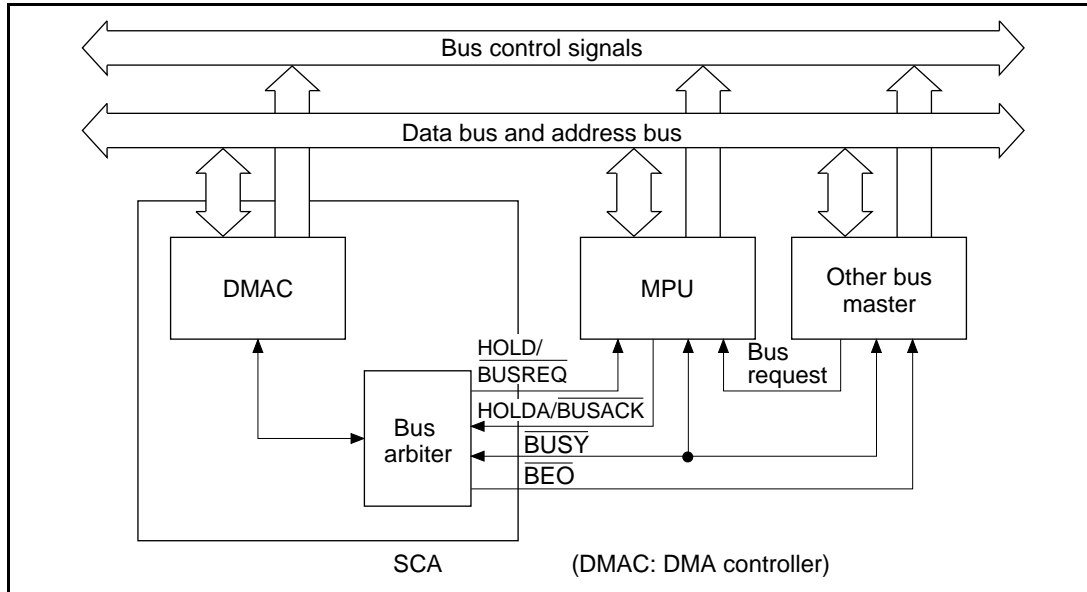 Bus control signals
Data bus and address bus
DMAC
MPU
Other bus
master
HOLD/
BUSREQ
Bus
request
HOLDA/BUSACK
Bus
arbiter
BUSY
BEO
SCA
(DMAC: DMA controller)